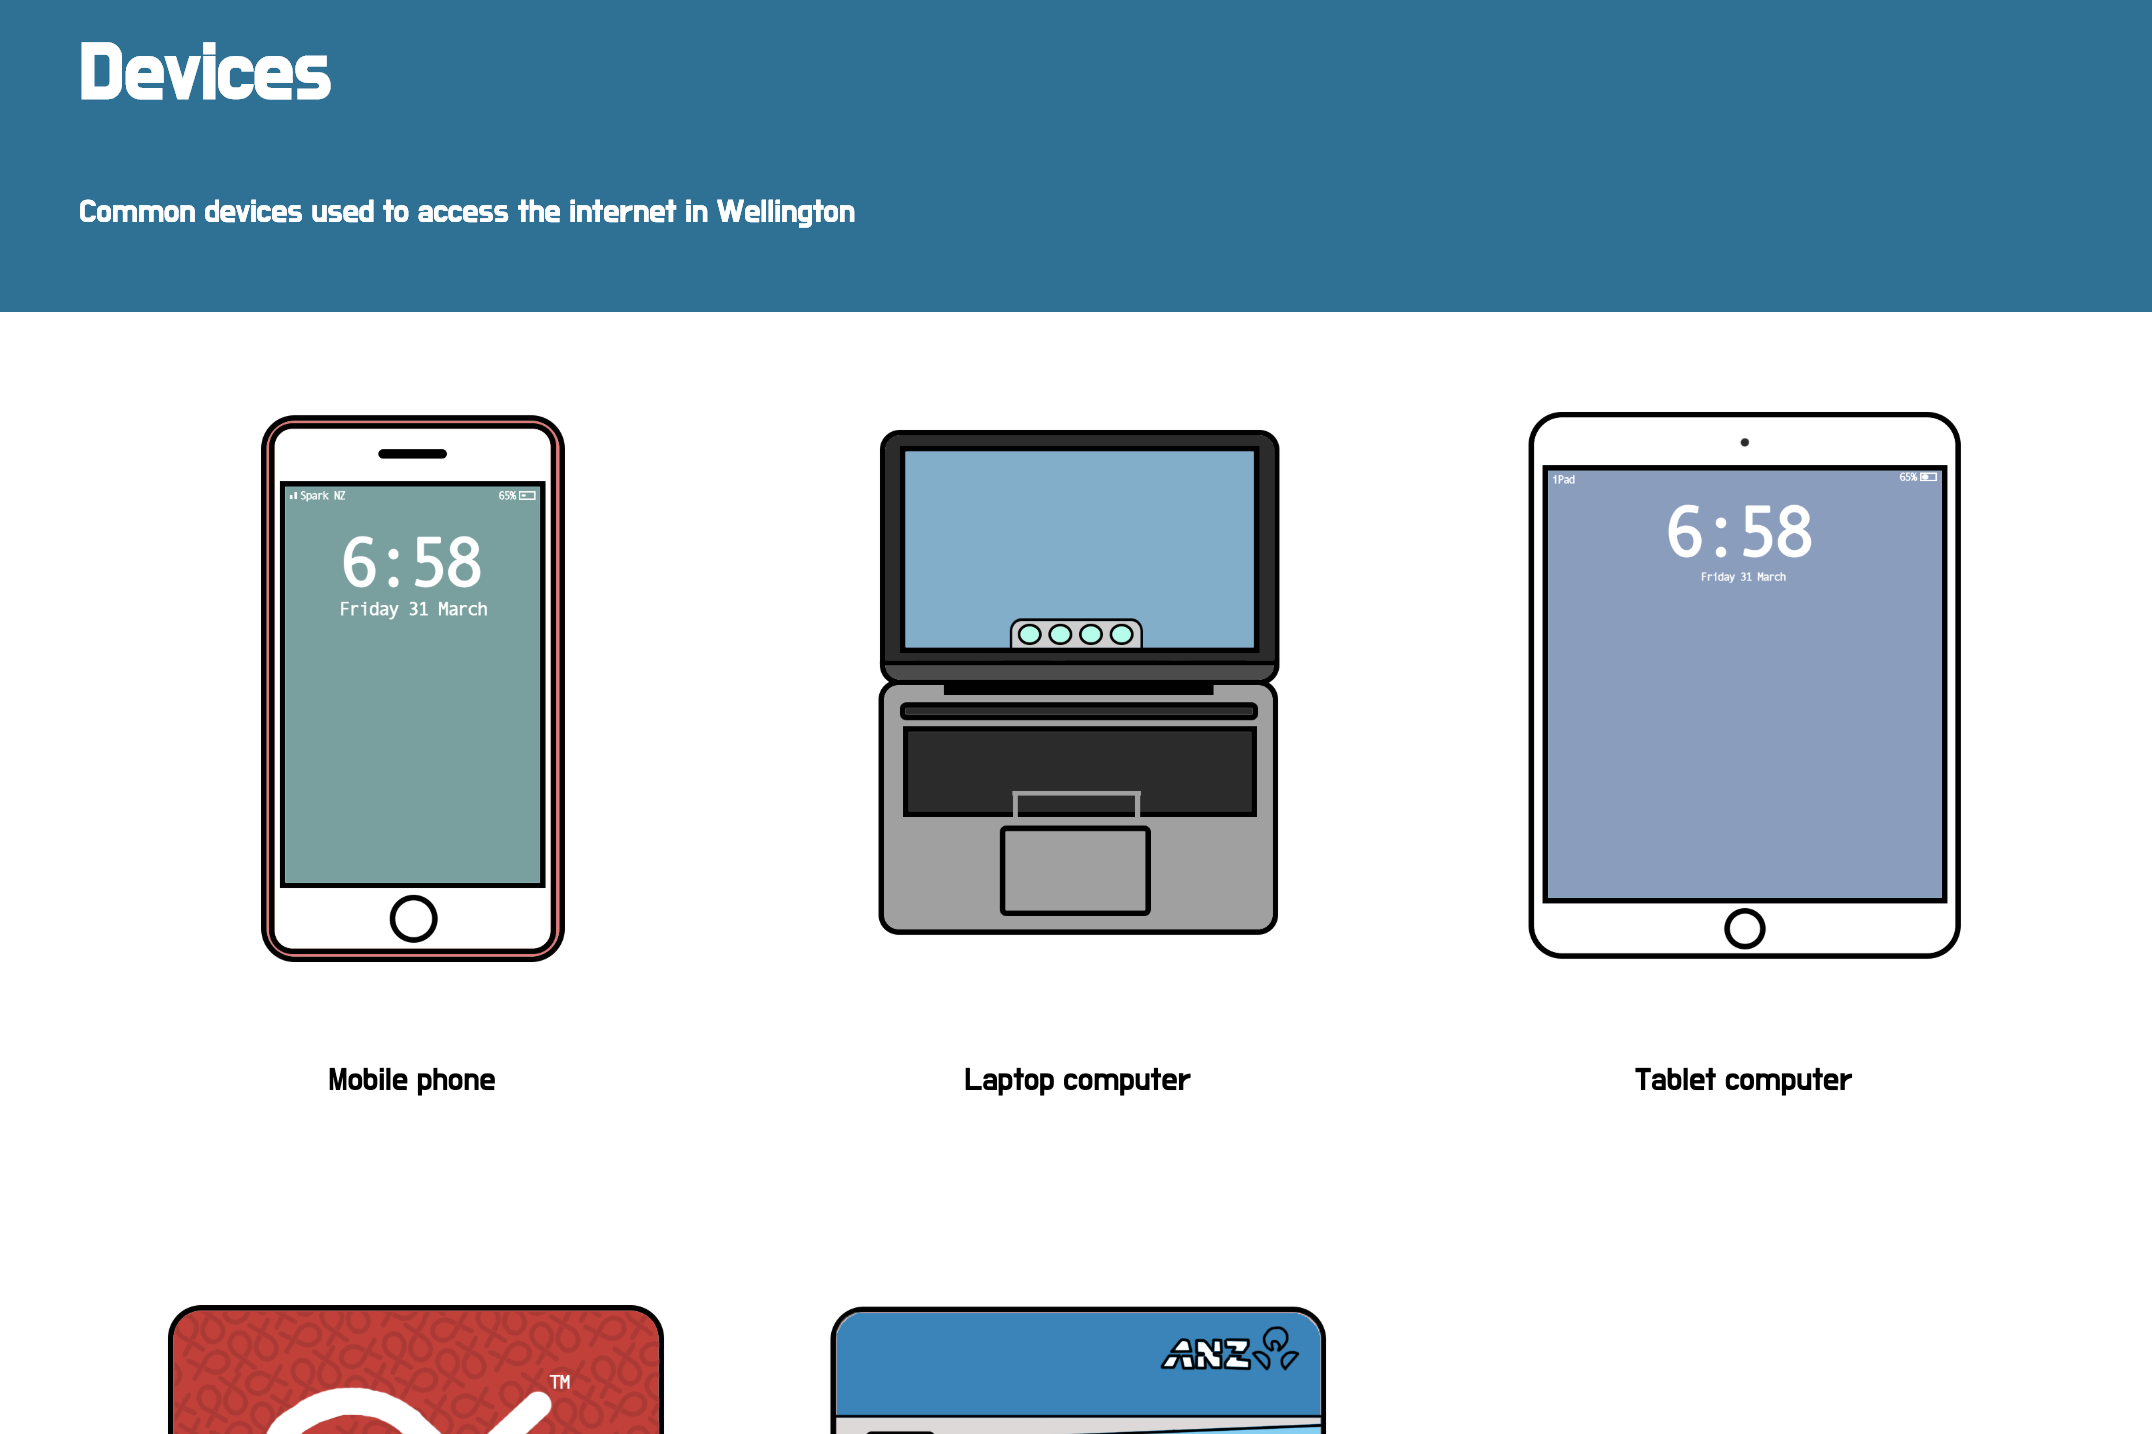 Devices
Common devices used to access the internet in Wellington
Spark NZ 65%
6:58
Friday 31 March
iPad 65%
6:58
Friday 31 March
Mobile phone
Laptop computer
Tablet computer
TM
ANZ